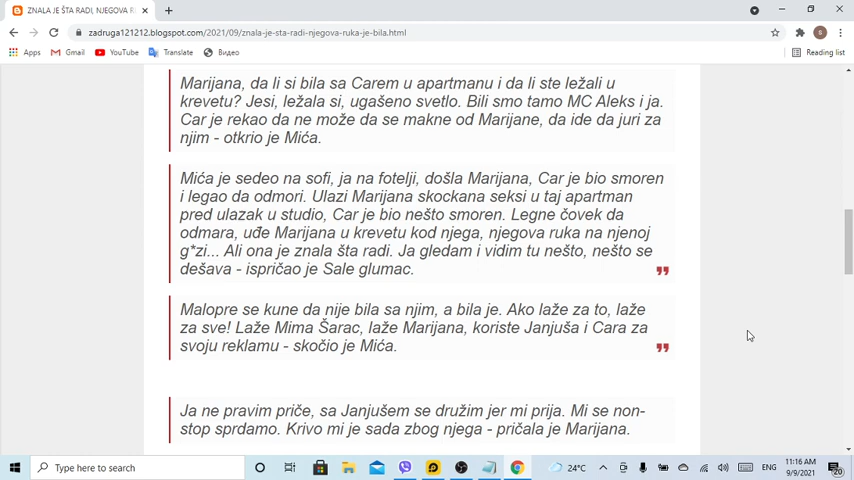 ZNALA JE ŠTA RADI, NJEGOVA R
zadruga121212.blogspot.com/2021/09/znala-je-sta-radi-njegova-ruka-je-bila.html
Apps Gmail YouTube Translate Видео Reading list
Marijana, da li si bila sa Carem u apartmanu i da li ste ležali u
krevetu? Jesi, ležala si, ugašeno svetlo. Bili smo tamo MC Aleks i ja.
Car je rekao da ne može da se makne od Marijane, da ide da juri za
njim - otkrio je Mića.
Mića je sedeo na sofi, ja na fotelji, došla Marijana, Car je bio smoren
i legao da odmori. Ulazi Marijana skockana seksi u taj apartman
pred ulazak u studio, Car je bio nešto smoren. Legne čovek da
odmara, uđe Marijana u krevetu kod njega, njegova ruka na njenoj
g*zi... Ali ona je znala šta radi. Ja gledam i vidim tu nešto, nešto se
dešava - ispričao je Sale glumac.
Malopre se kune da nije bila sa njim, a bila je. Ako laže za to, laže
za sve! Laže Mima Šarac, laže Marijana, koriste Janjuša i Cara za
svoju reklamu - skočio je Mića.
Ja ne pravim priče, sa Janjušem se družim jer mi prija. Mi se non-
stop sprdamo. Krivo mi je sada zbog njega - pričala je Marijana.
Type here to search
24°C
ENG
11:16 AM
9/9/2021
20